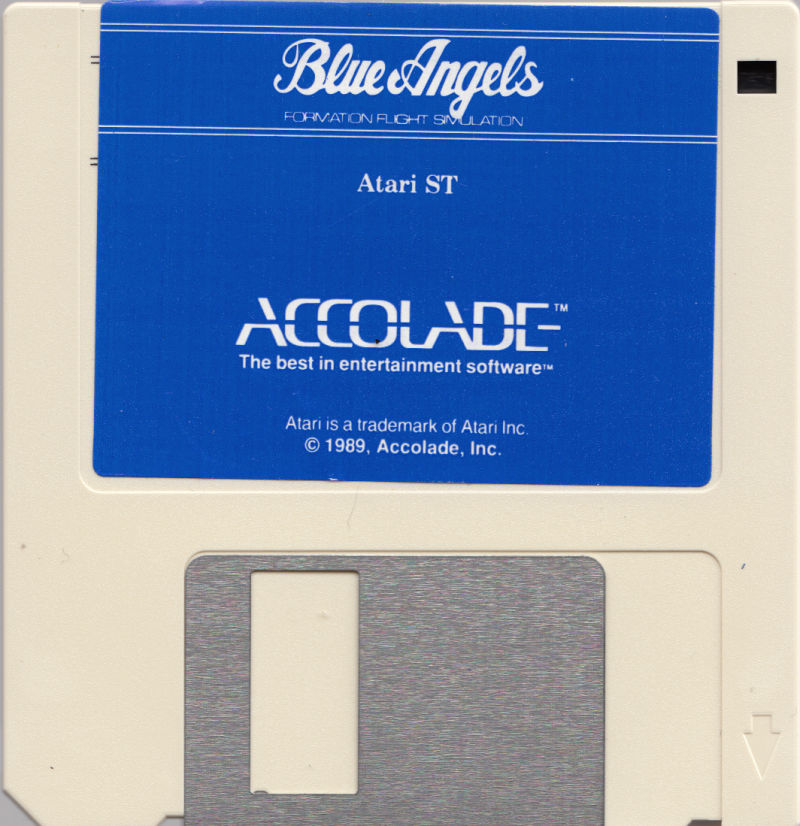 Blue Angels
FORMATION FLIGHT SIMULATION
Atari ST
ACCOLADE™
The best in entertainment software™
Atari is a trademark of Atari Inc.
© 1989, Accolade, Inc.